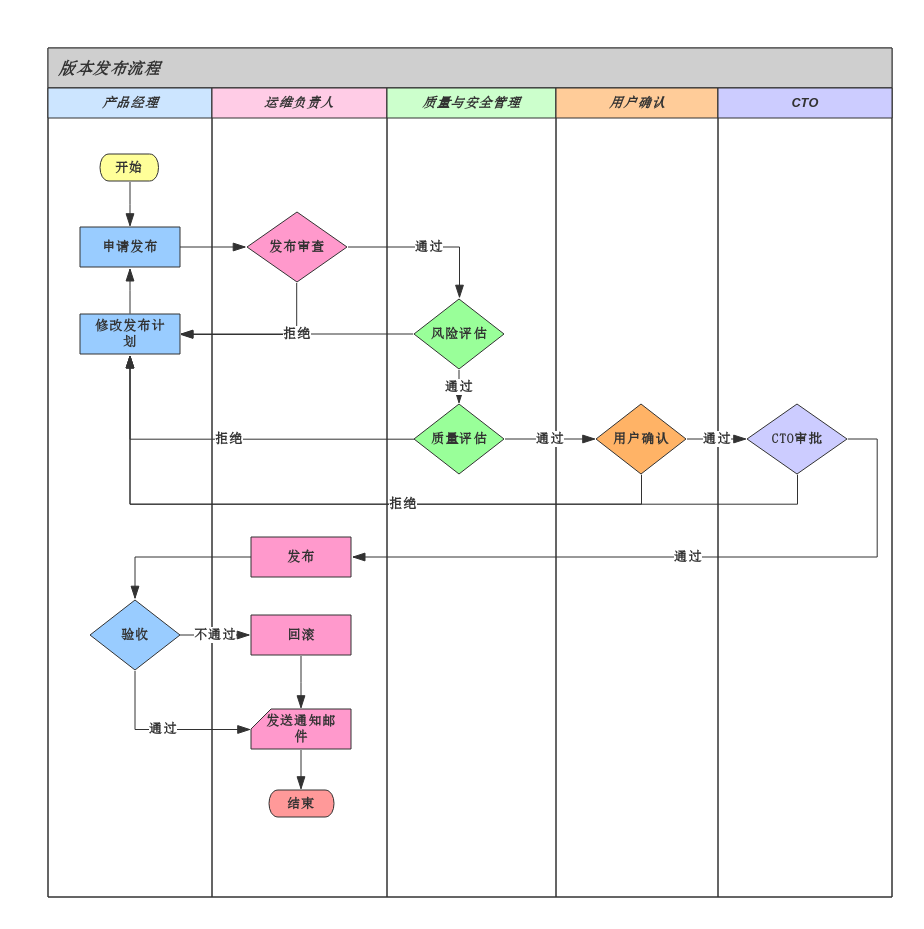 版本发布流程
产品经理
运维负责人
质量与安全管理
用户确认
CTO
开始
申请发布
发布审查
通过
修改发布计
划
拒绝
风险评估
通过
拒绝
质量评估
通过
用户确认
通过
CTO审批
拒绝
发布
通过
验收
不通过
回滚
通过
发送通知邮
件
结束